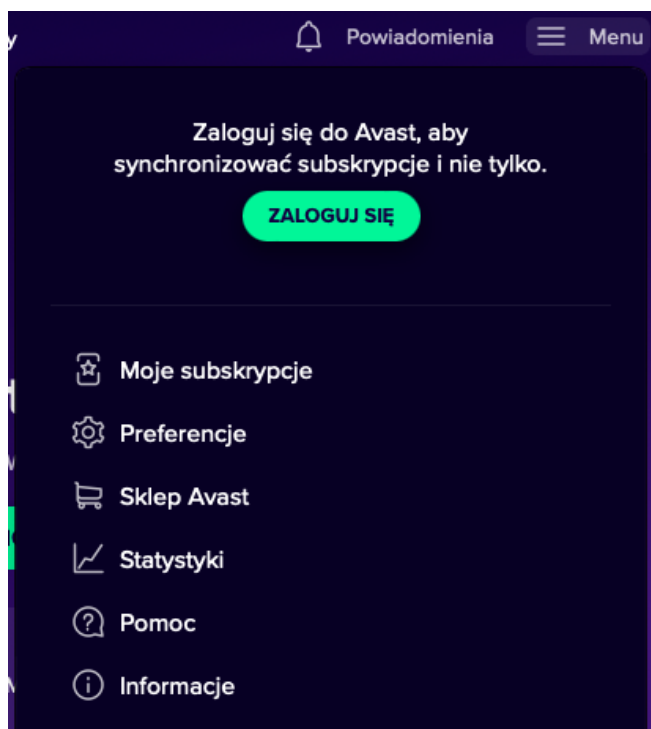 Powiadomienia
Menu
Zaloguj się do Avast, aby
synchronizować subskrypcje i nie tylko.
ZALOGUJ SIĘ
Moje subskrypcje
Preferencje
Sklep Avast
Statystyki
Pomoc
Informacje